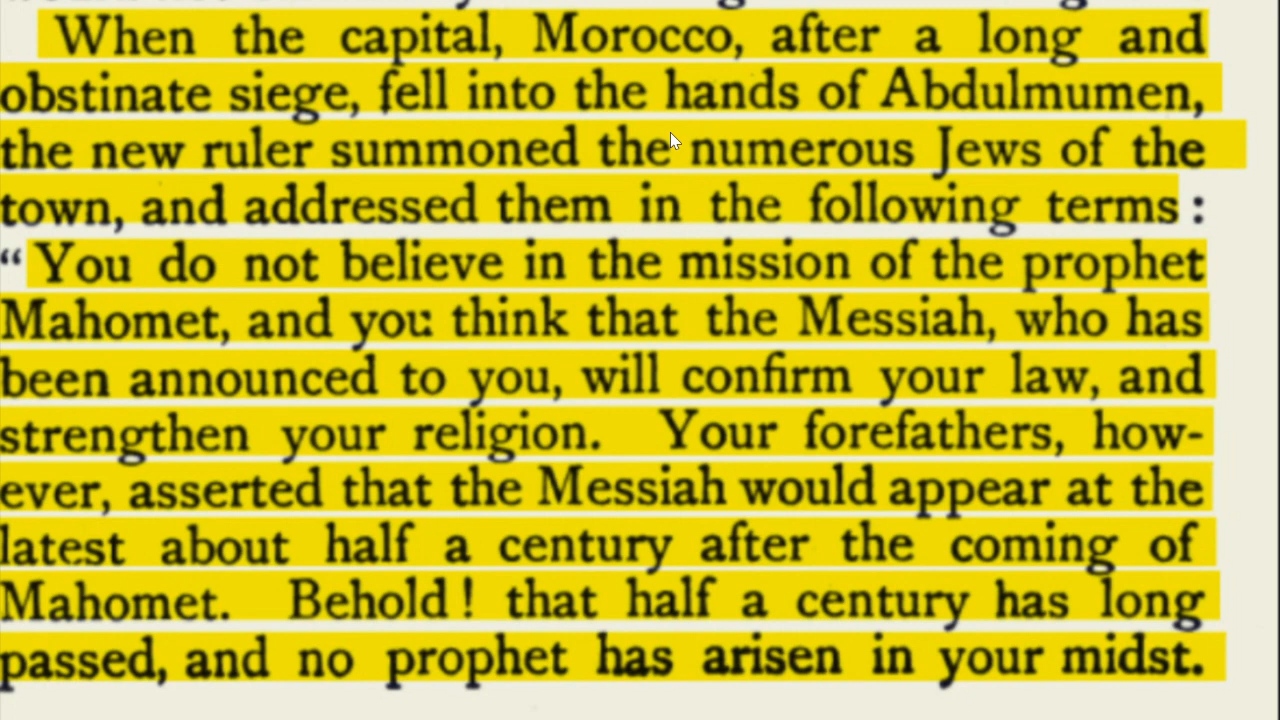 When the capital, Morocco, after a long and
obstinate siege, fell into the hands of Abdulmumen,
the new ruler summoned the numerous Jews of the
town, and addressed them in the following terms :
“ You do not believe in the mission of the prophet
Mahomet, and you think that the Messiah, who has
been announced to you, will confirm your law, and
strengthen your religion. Your forefathers, how-
ever, asserted that the Messiah would appear at the
latest about half a century after the coming of
Mahomet. Behold ! that half a century has long
passed, and no prophet has arisen in your midst.